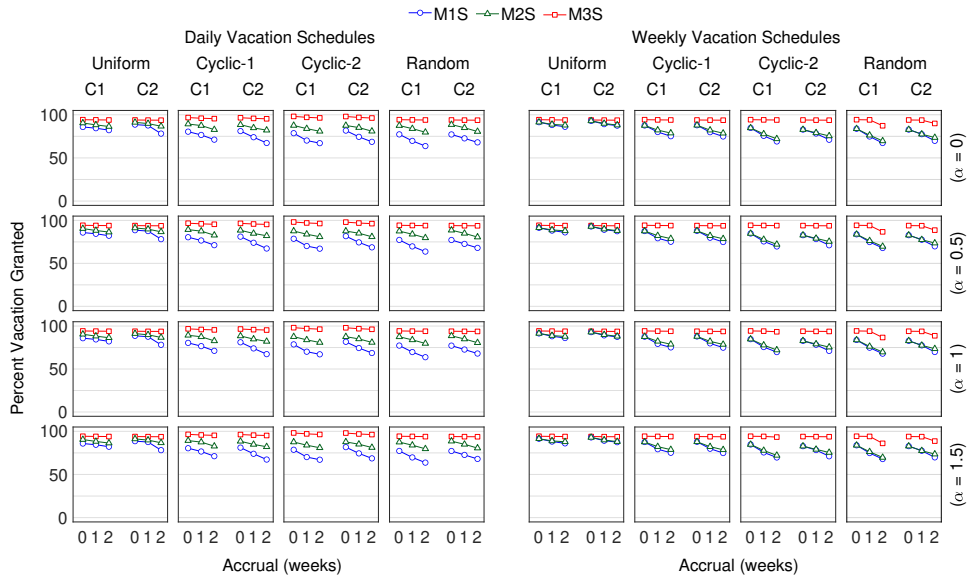 M1S M2S M3S
Daily Vacation Schedules Weekly Vacation Schedules
Uniform Cyclic-1 Cyclic-2 Random Uniform Cyclic-1 Cyclic-2 Random
C1 C2 C1 C2 C1 C2 C1 C2 C1 C2 C1 C2 C1 C2 C1 C2
Percent Vacation Granted
100
50
0
(α = 0)
100
50
0
(α = 0.5)
100
50
0
(α = 1)
100
50
0
(α = 1.5)
0 1 2 0 1 2 0 1 2 0 1 2 0 1 2 0 1 2 0 1 2 0 1 2 0 1 2 0 1 2 0 1 2 0 1 2 0 1 2 0 1 2 0 1 2 0 1 2
Accrual (weeks) Accrual (weeks)